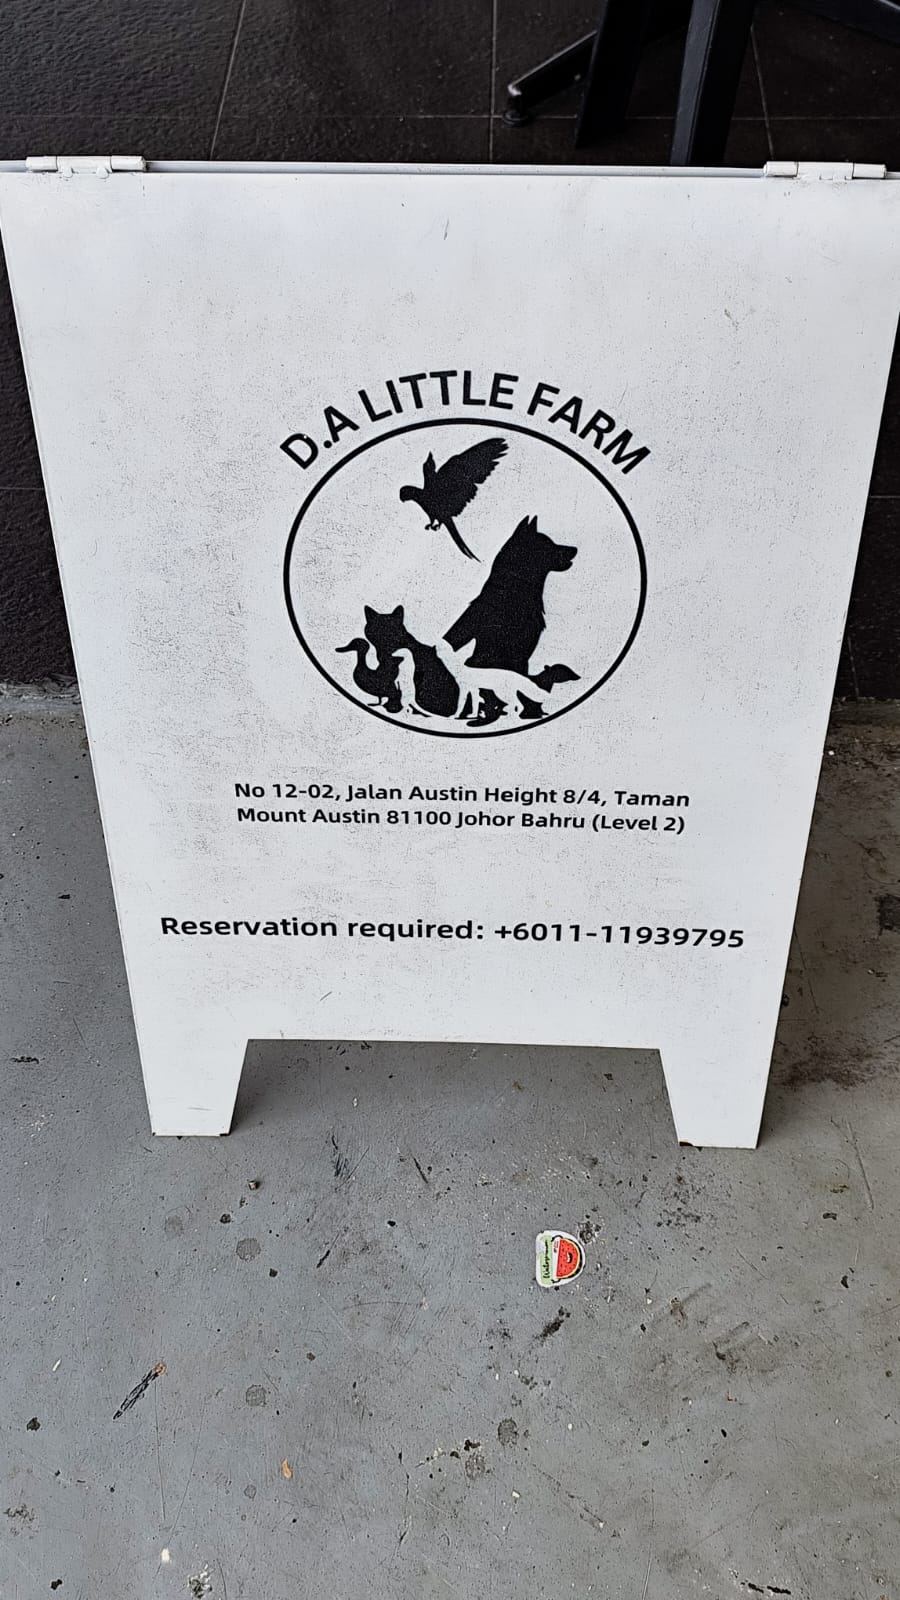 D.A LITTLE FARM
No 12-02, Jalan Austin Height 8/4, Taman
Mount Austin 81100 Johor Bahru (Level 2)
Reservation required: +6011-11939795